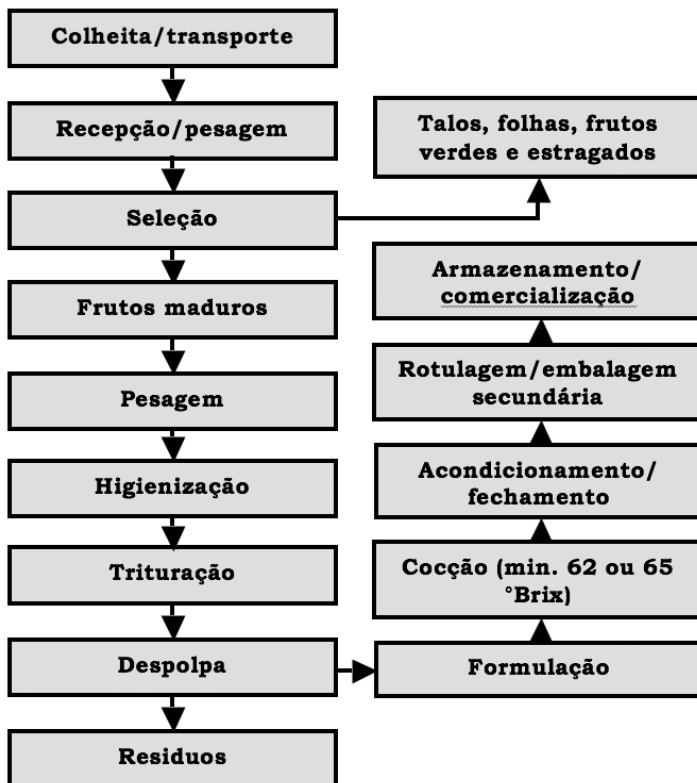 Colheita/transporte
Recepção/pesagem
Seleção
Frutos maduros
Pesagem
Higienização
Trituração
Despolpa
Residuos
Talos, folhas, frutos
verdes e estragados
Armazenamento/
comercialização
Rotulagem/embalagem
secundária
Acondicionamento/
fechamento
Cocção (min. 62 ou 65
°Brix)
Formulação